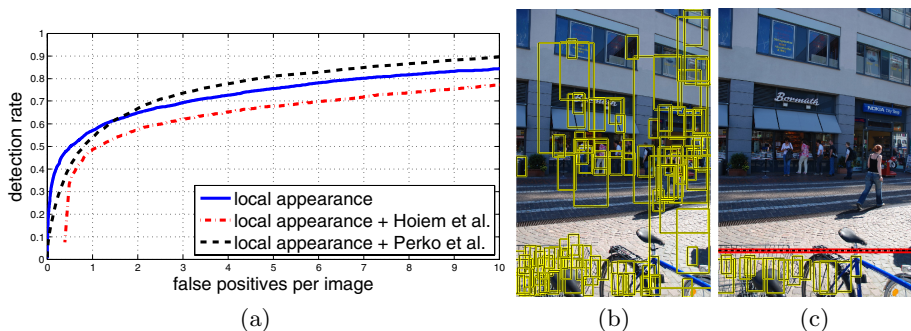 1
0.9
0.8
0.7
0.6
0.5
0.4
0.3
0.2
0.1
0
0 1 2 3 4 5 6 7 8 9 10
detection rate
false positives per image
local appearance
local appearance + Hoiem et al.
local appearance + Perko et al.
(a)
Bormuth
(b)
Bormuth
NOKIA
(c)